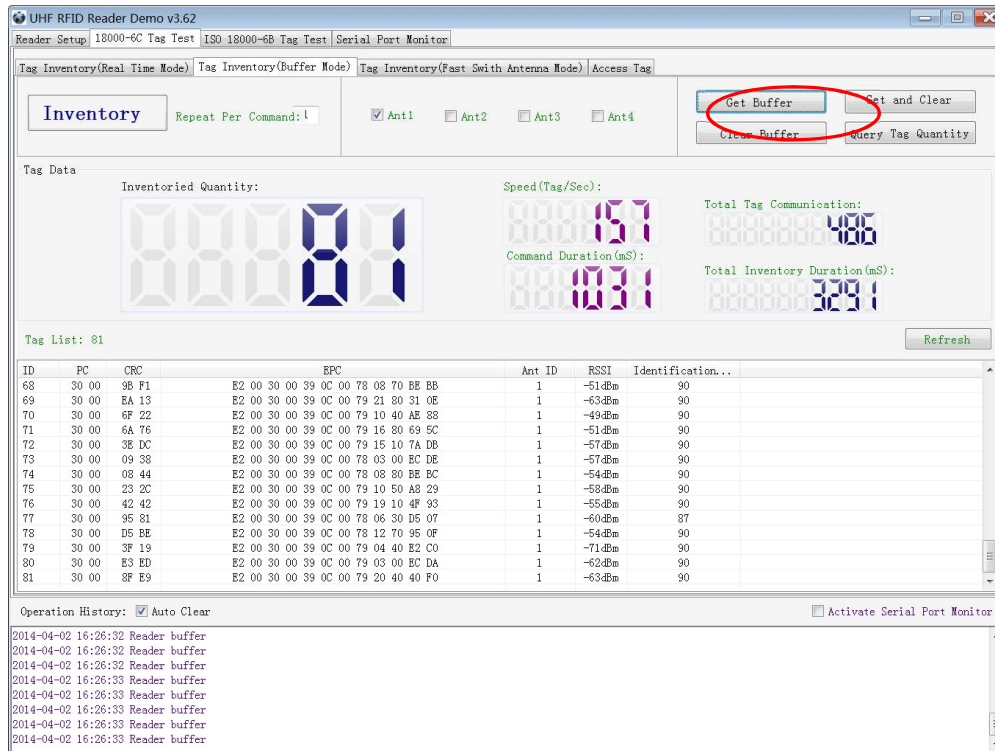 UHF RFID Reader Demo v3.62
Reader Setup 18000-6C Tag Test ISO 18000-6B Tag Test Serial Port Monitor
Tag Inventory(Real Time Mode) Tag Inventory(Buffer Mode) Tag Inventory(Fast Swith Antenna Mode) Access Tag
Inventory Repeat Per Command: 1 Ant1 Ant2 Ant3 Ant4 Get Buffer Get and Clear
Clear Buffer Query Tag Quantity
Tag Data
Inventoried Quantity: Speed(Tag/Sec):
81 157 Total Tag Communication:
486
Command Duration(mS):
1031 Total Inventory Duration(mS):
3291
Tag List: 81 Refresh
ID PC CRC EPC Ant ID RSSI Identification...
68 30 00 9B F1 E2 00 30 00 39 0C 00 78 08 70 BE BB 1 -51dBm 90
69 30 00 EA 13 E2 00 30 00 39 0C 00 79 21 80 31 0E 1 -63dBm 90
70 30 00 6F 22 E2 00 30 00 39 0C 00 79 10 40 AE 88 1 -49dBm 90
71 30 00 6A 76 E2 00 30 00 39 0C 00 79 16 80 69 5C 1 -51dBm 90
72 30 00 3E DC E2 00 30 00 39 0C 00 79 15 10 7A DB 1 -57dBm 90
73 30 00 09 38 E2 00 30 00 39 0C 00 78 03 00 EC DE 1 -57dBm 90
74 30 00 08 44 E2 00 30 00 39 0C 00 78 08 80 BE BC 1 -54dBm 90
75 30 00 23 2C E2 00 30 00 39 0C 00 79 10 50 A8 29 1 -58dBm 90
76 30 00 42 42 E2 00 30 00 39 0C 00 79 19 10 4F 93 1 -55dBm 90
77 30 00 95 81 E2 00 30 00 39 0C 00 78 06 30 D5 07 1 -60dBm 87
78 30 00 D5 BE E2 00 30 00 39 0C 00 78 12 70 95 0F 1 -54dBm 90
79 30 00 3F 19 E2 00 30 00 39 0C 00 79 04 40 E2 C0 1 -71dBm 90
80 30 00 E3 ED E2 00 30 00 39 0C 00 79 03 00 EC DA 1 -62dBm 90
81 30 00 8F E9 E2 00 30 00 39 0C 00 79 20 40 40 F0 1 -63dBm 90
Operation History: Auto Clear Activate Serial Port Monitor
2014-04-02 16:26:32 Reader buffer
2014-04-02 16:26:32 Reader buffer
2014-04-02 16:26:32 Reader buffer
2014-04-02 16:26:33 Reader buffer
2014-04-02 16:26:33 Reader buffer
2014-04-02 16:26:33 Reader buffer
2014-04-02 16:26:33 Reader buffer
2014-04-02 16:26:33 Reader buffer